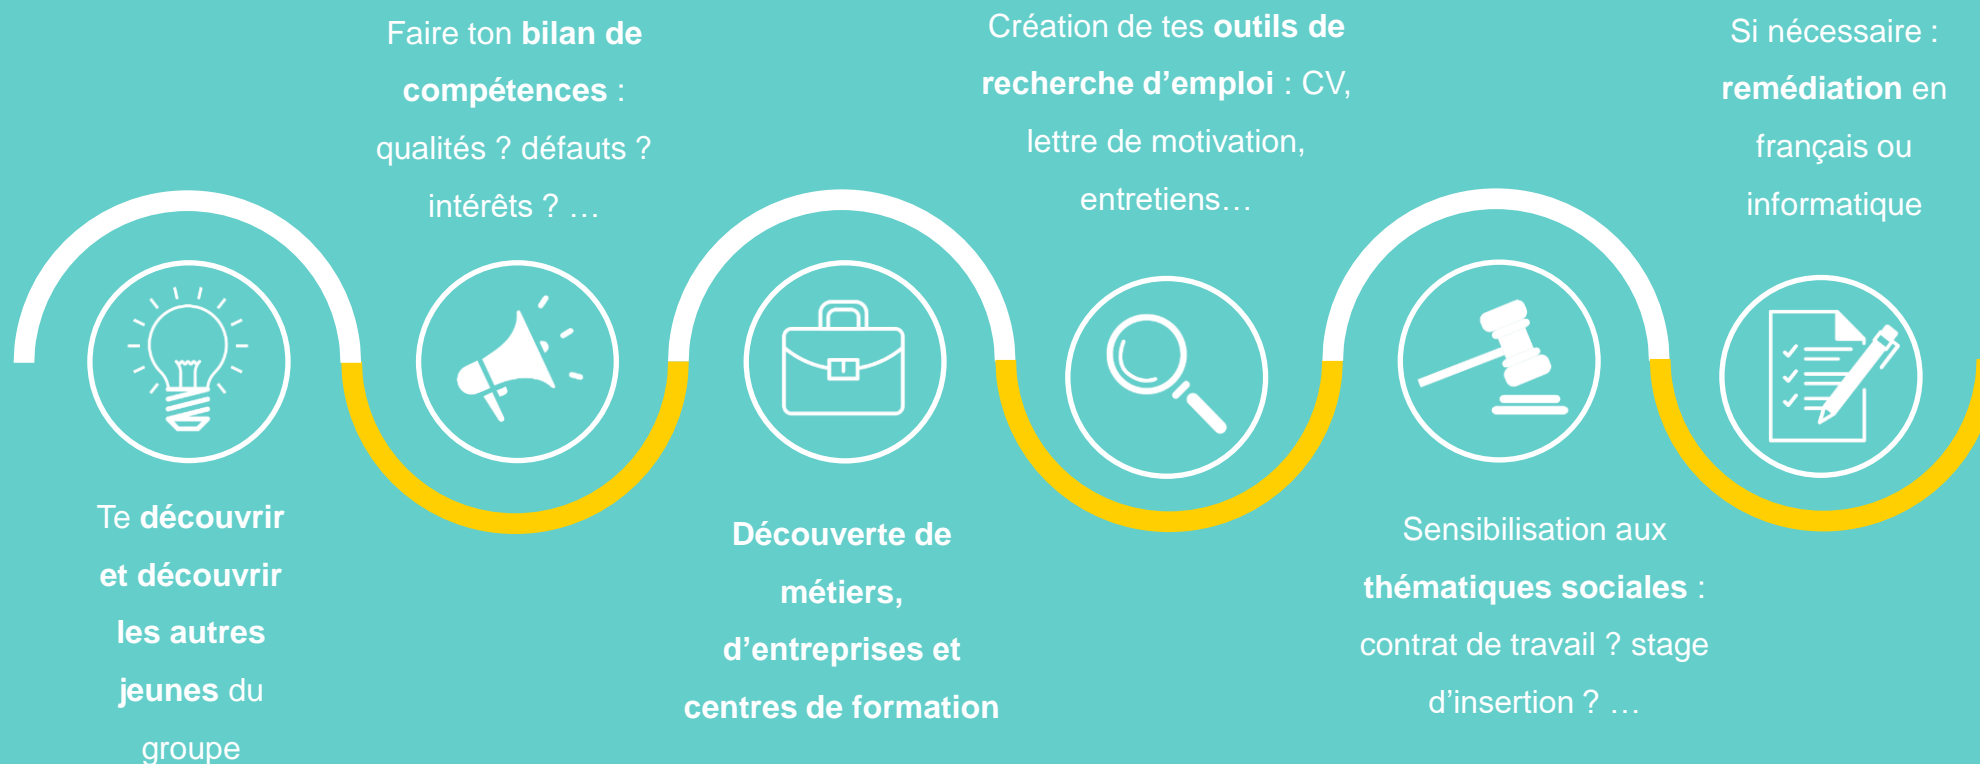 Te découvrir
et découvrir
les autres
jeunes du
groupe
Faire ton bilan de
compétences :
qualités ? défauts ?
intérêts ? …
Découverte de
métiers,
d’entreprises et
centres de formation
Création de tes outils de
recherche d’emploi : CV,
lettre de motivation,
entretiens…
Sensibilisation aux
thématiques sociales :
contrat de travail ? stage
d’insertion ? …
Si nécessaire :
remédiation en
français ou
informatique